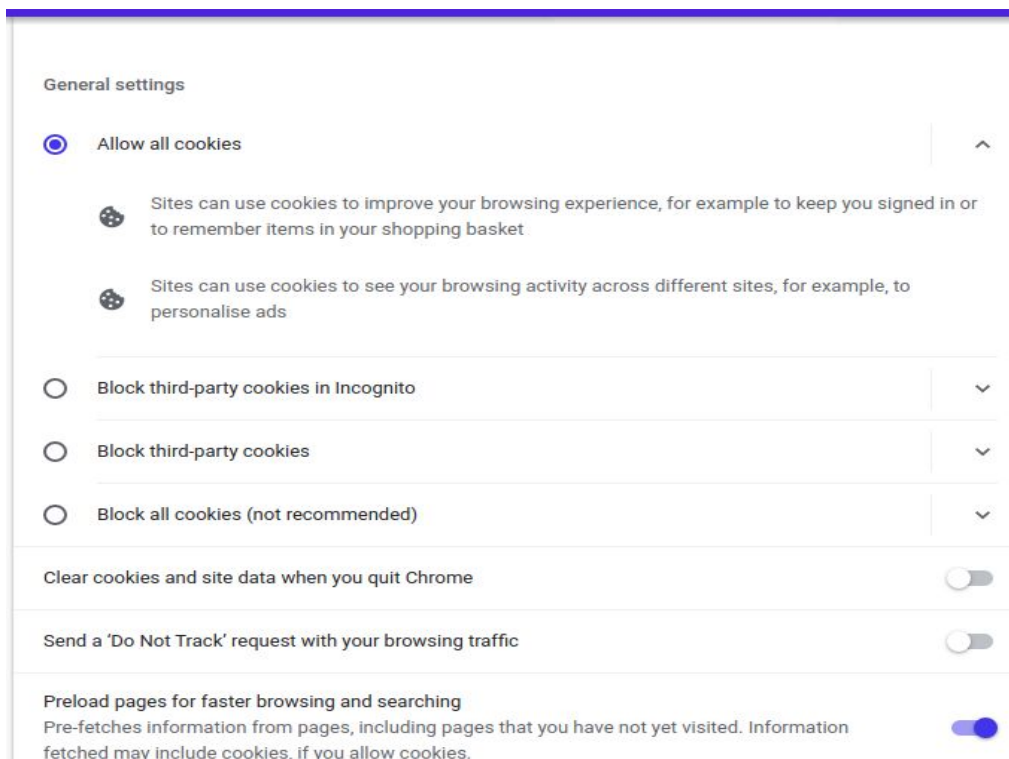 General settings
Allow all cookies
Sites can use cookies to improve your browsing experience, for example to keep you signed in or
to remember items in your shopping basket
Sites can use cookies to see your browsing activity across different sites, for example, to
personalise ads
Block third-party cookies in Incognito
Block third-party cookies
Block all cookies (not recommended)
Clear cookies and site data when you quit Chrome
Send a ‘Do Not Track’ request with your browsing traffic
Preload pages for faster browsing and searching
Pre-fetches information from pages, including pages that you have not yet visited. Information
fetched may include cookies, if you allow cookies.